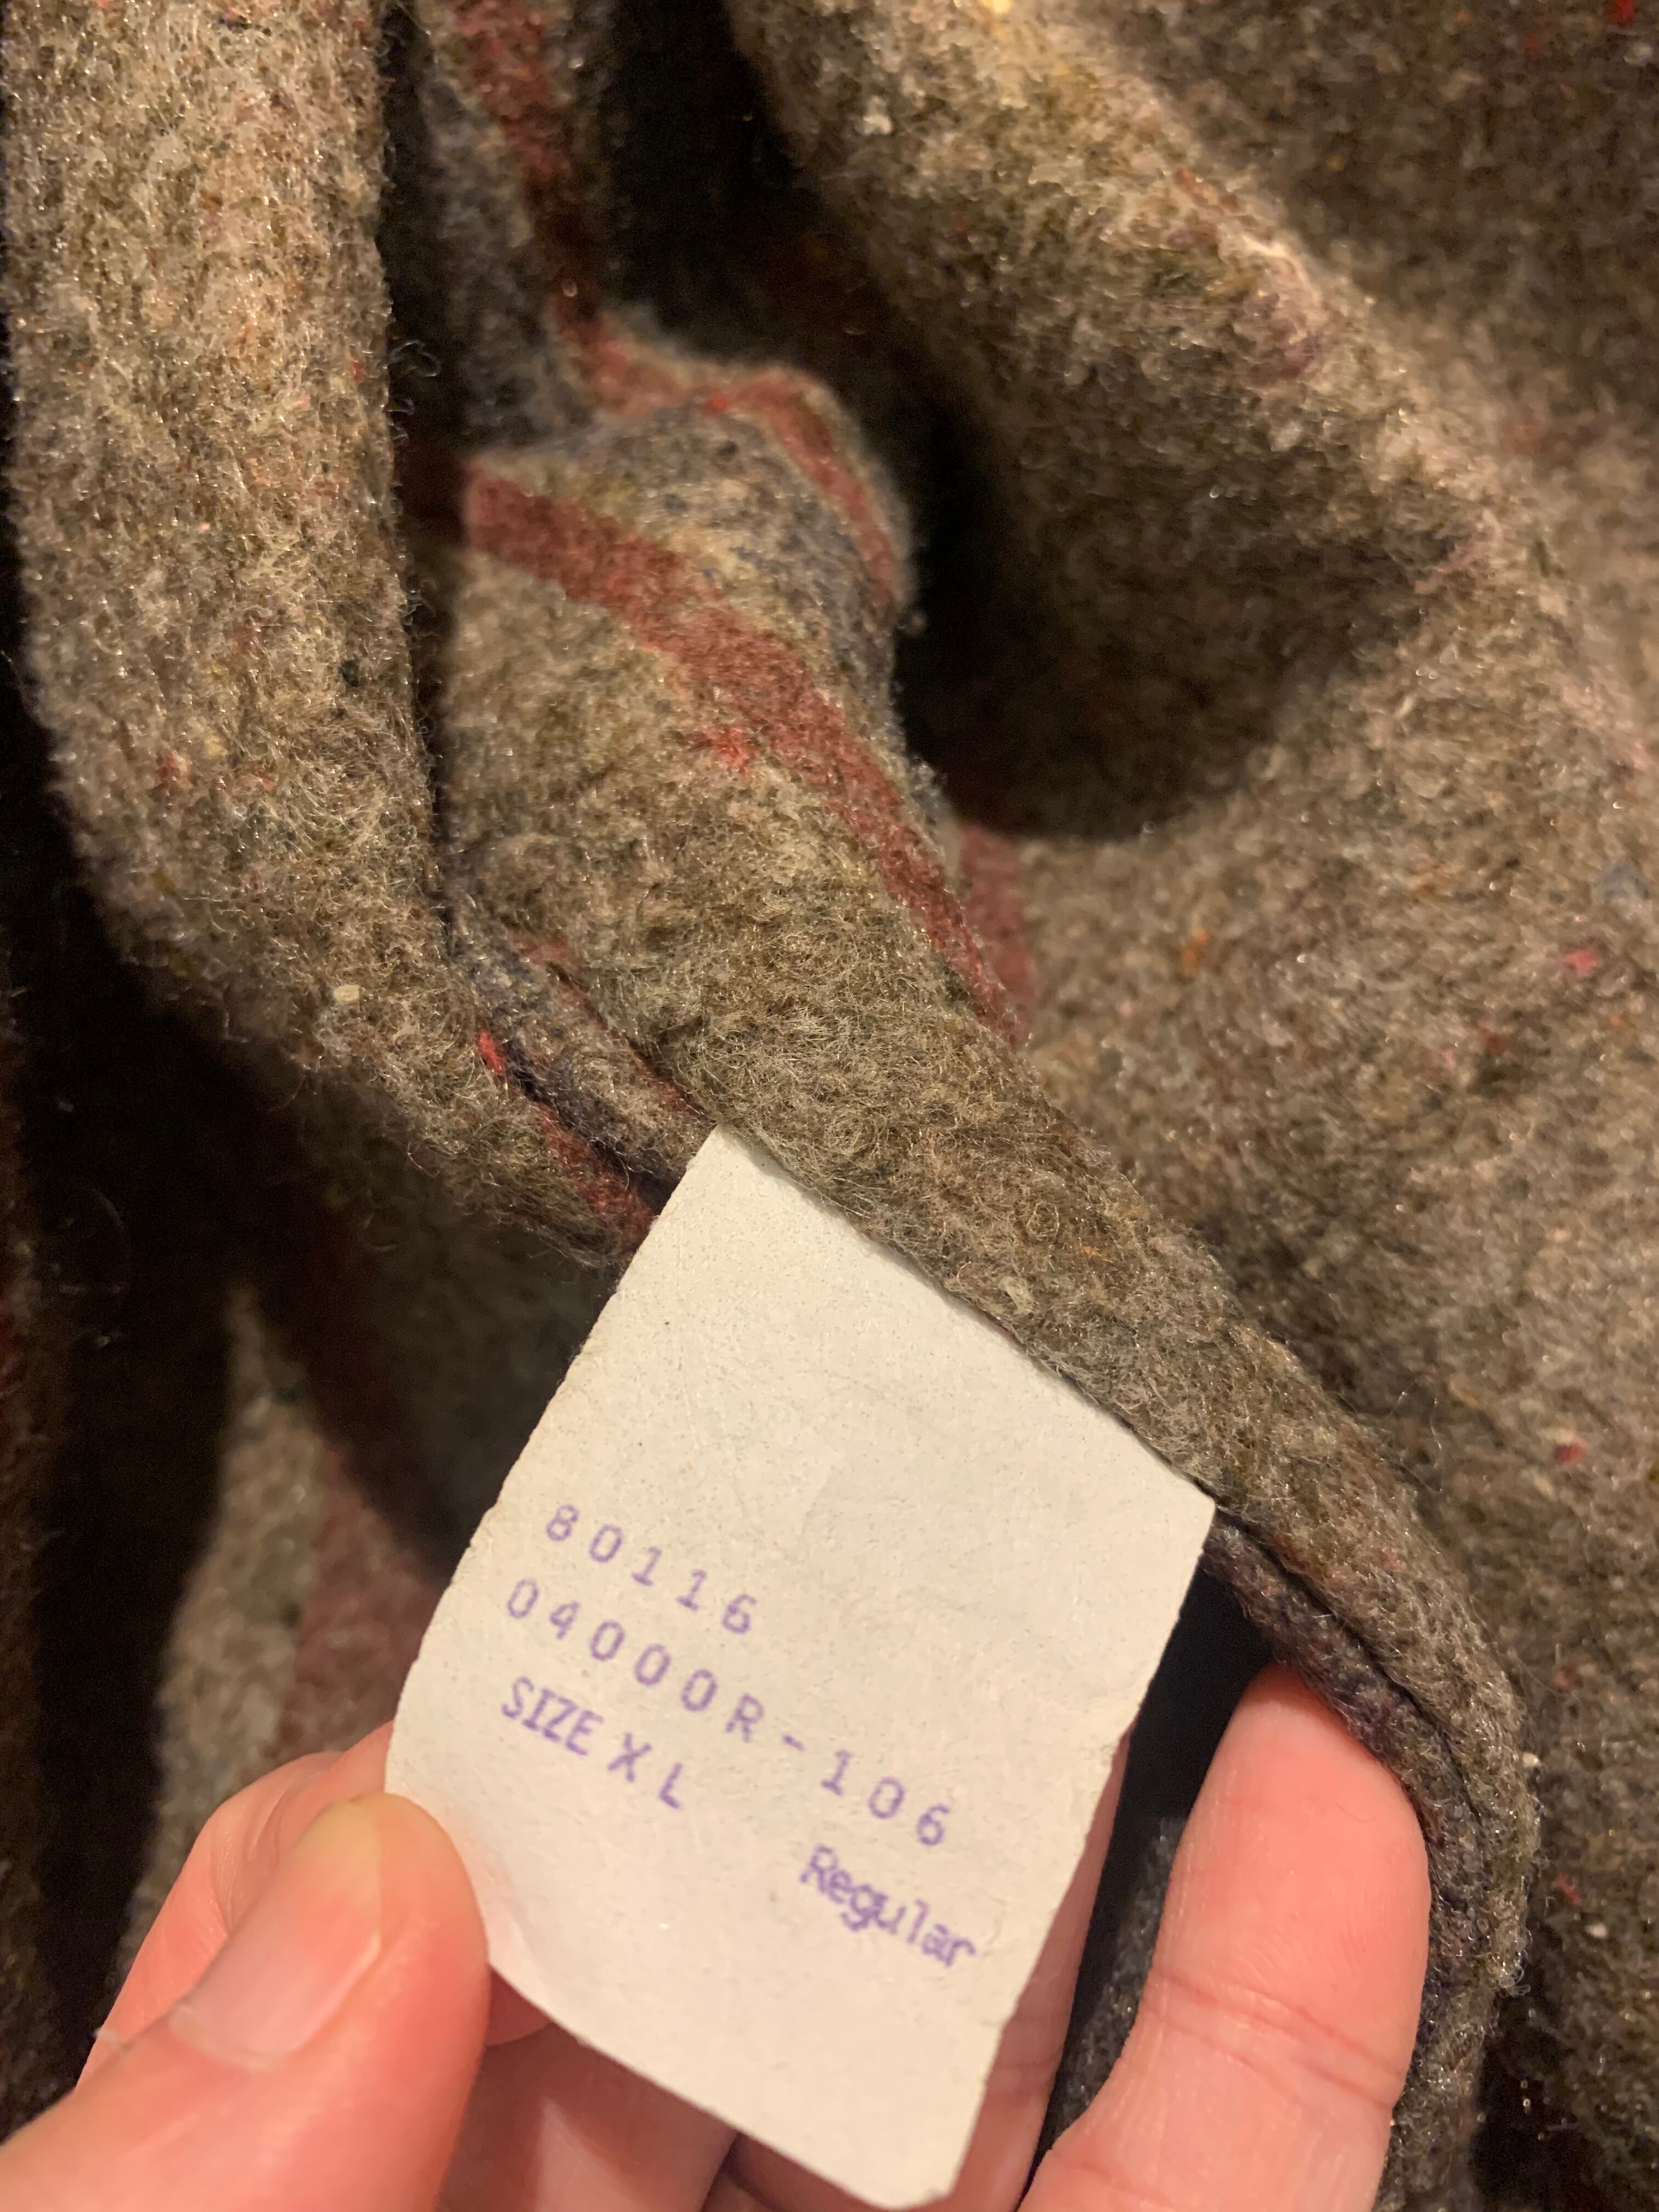 80116
04000R-106
SIZE XL
Regular